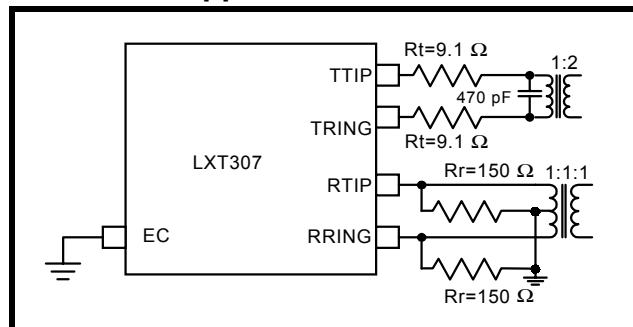 Rt=9.1 Ω
TTIP
1:2
470 pF
TRING
Rt=9.1 Ω
LXT307
Rr=150 Ω
1:1:1
RTIP
EC
RRING
Rr=150 Ω